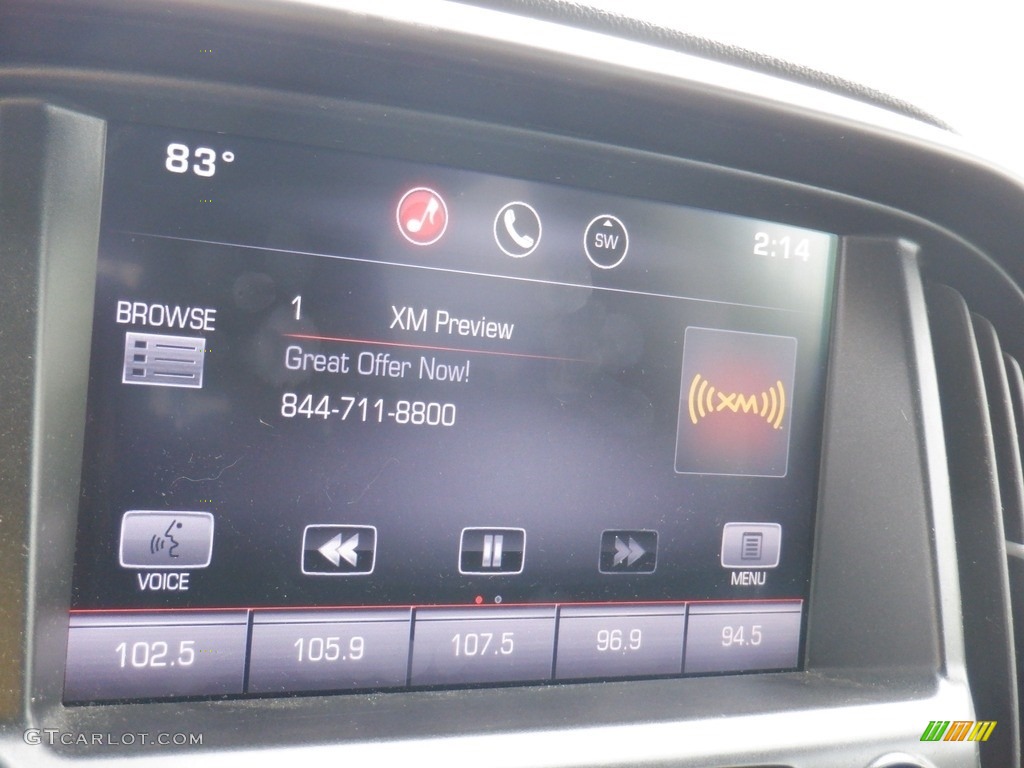 83°
SW
2:14
BROWSE
1 XM Preview
Great Offer Now!
844-711-8800
((XM))
VOICE
MENU
102.5 105.9 107.5 96.9 94.5
GTCARLOT.COM